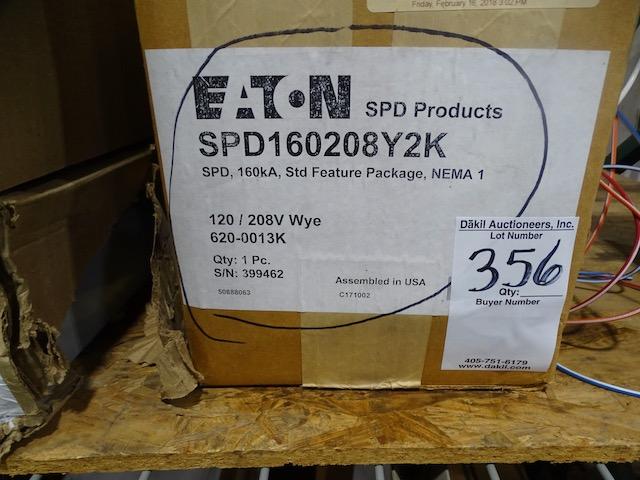 Friday, February 16, 2018 3:02 PM
EATON SPD Products
SPD160208Y2K
SPD, 160kA, Std Feature Package, NEMA 1
120 / 208V Wye
620-0013K
Qty: 1 Pc.
S/N: 399462
50888063
Assembled in USA
C171002
Däkil Auctioneers, Inc.
Lot Number
356
Qty:
Buyer Number
405-751-6179
www.dakil.com